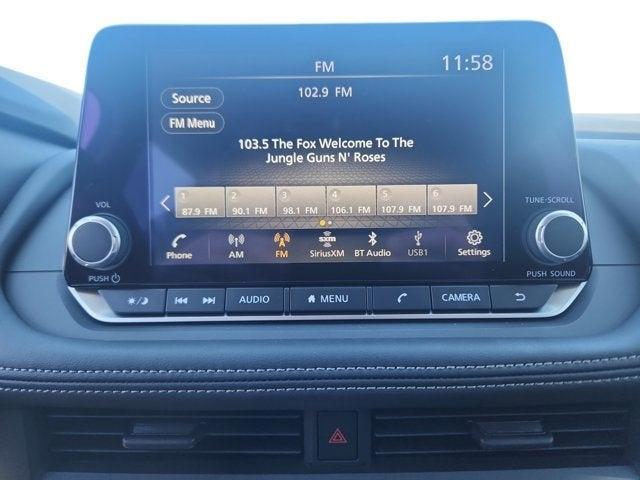 FM
11:58
Source
102.9 FM
FM Menu
103.5 The Fox Welcome To The
Jungle Guns N' Roses
1 2 3 4 5 6
87.9 FM 90.1 FM 98.1 FM 106.1 FM 107.9 FM 107.9 FM
VOL
TUNE·SCROLL
sxm
Phone AM FM SiriusXM BT Audio USB1 Settings
PUSH
PUSH SOUND
AUDIO MENU CAMERA